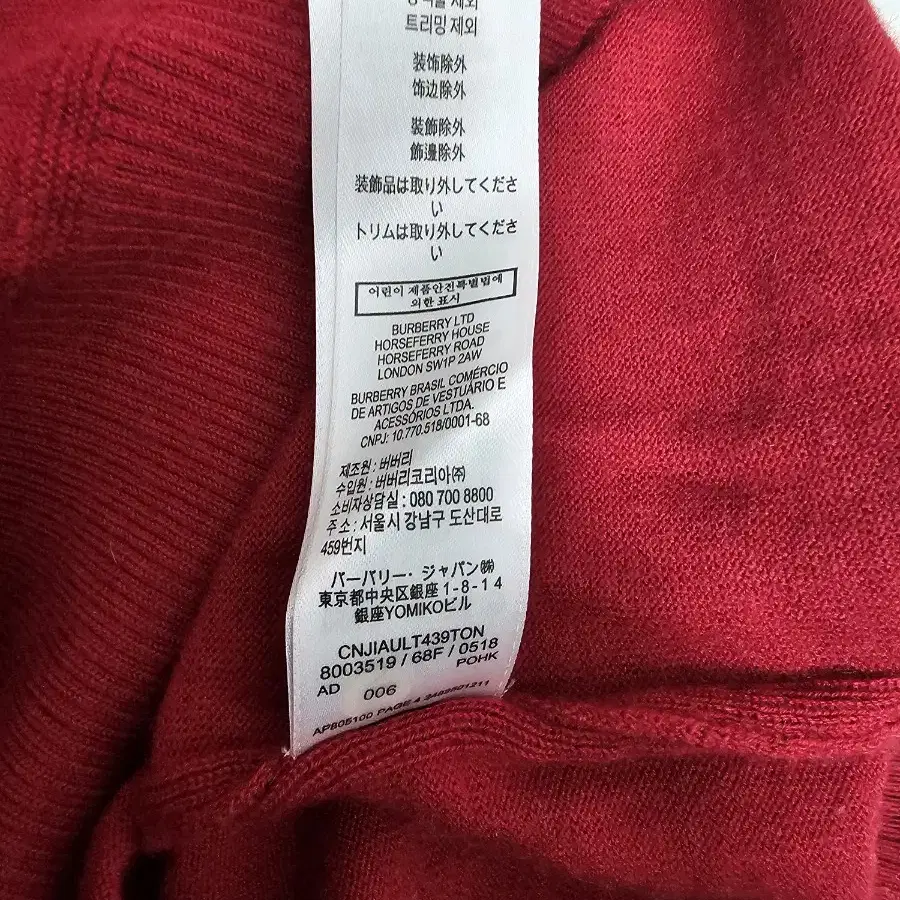 제외
트리밍 제외
装饰除外
饰边除外
裝飾除外
飾邊除外
装飾品は取り外してくださ
い
トリムは取り外してくださ
い
어린이 제품안전특별법에
의한 표시
BURBERRY LTD
HORSEFERRY HOUSE
HORSEFERRY ROAD
LONDON SW1P 2AW
BURBERRY BRASIL COMÉRCIO
DE ARTIGOS DE VESTUÁRIO E
ACESSÓRIOS LTDA.
CNPJ: 10.770.518/0001-68
제조원 : 버버리
수입원 : 버버리코리아(주)
소비자상담실 : 080 700 8800
주 소 : 서울시 강남구 도산대로
459번지
バーバリー・ジャパン㈱
東京都中央区銀座 1-8-14
銀座YOMIKOビル
CNJIAULT439TON
8003519 / 68F / 0518
AD 006 POHK
AP805100 PAGE 4 2482501211